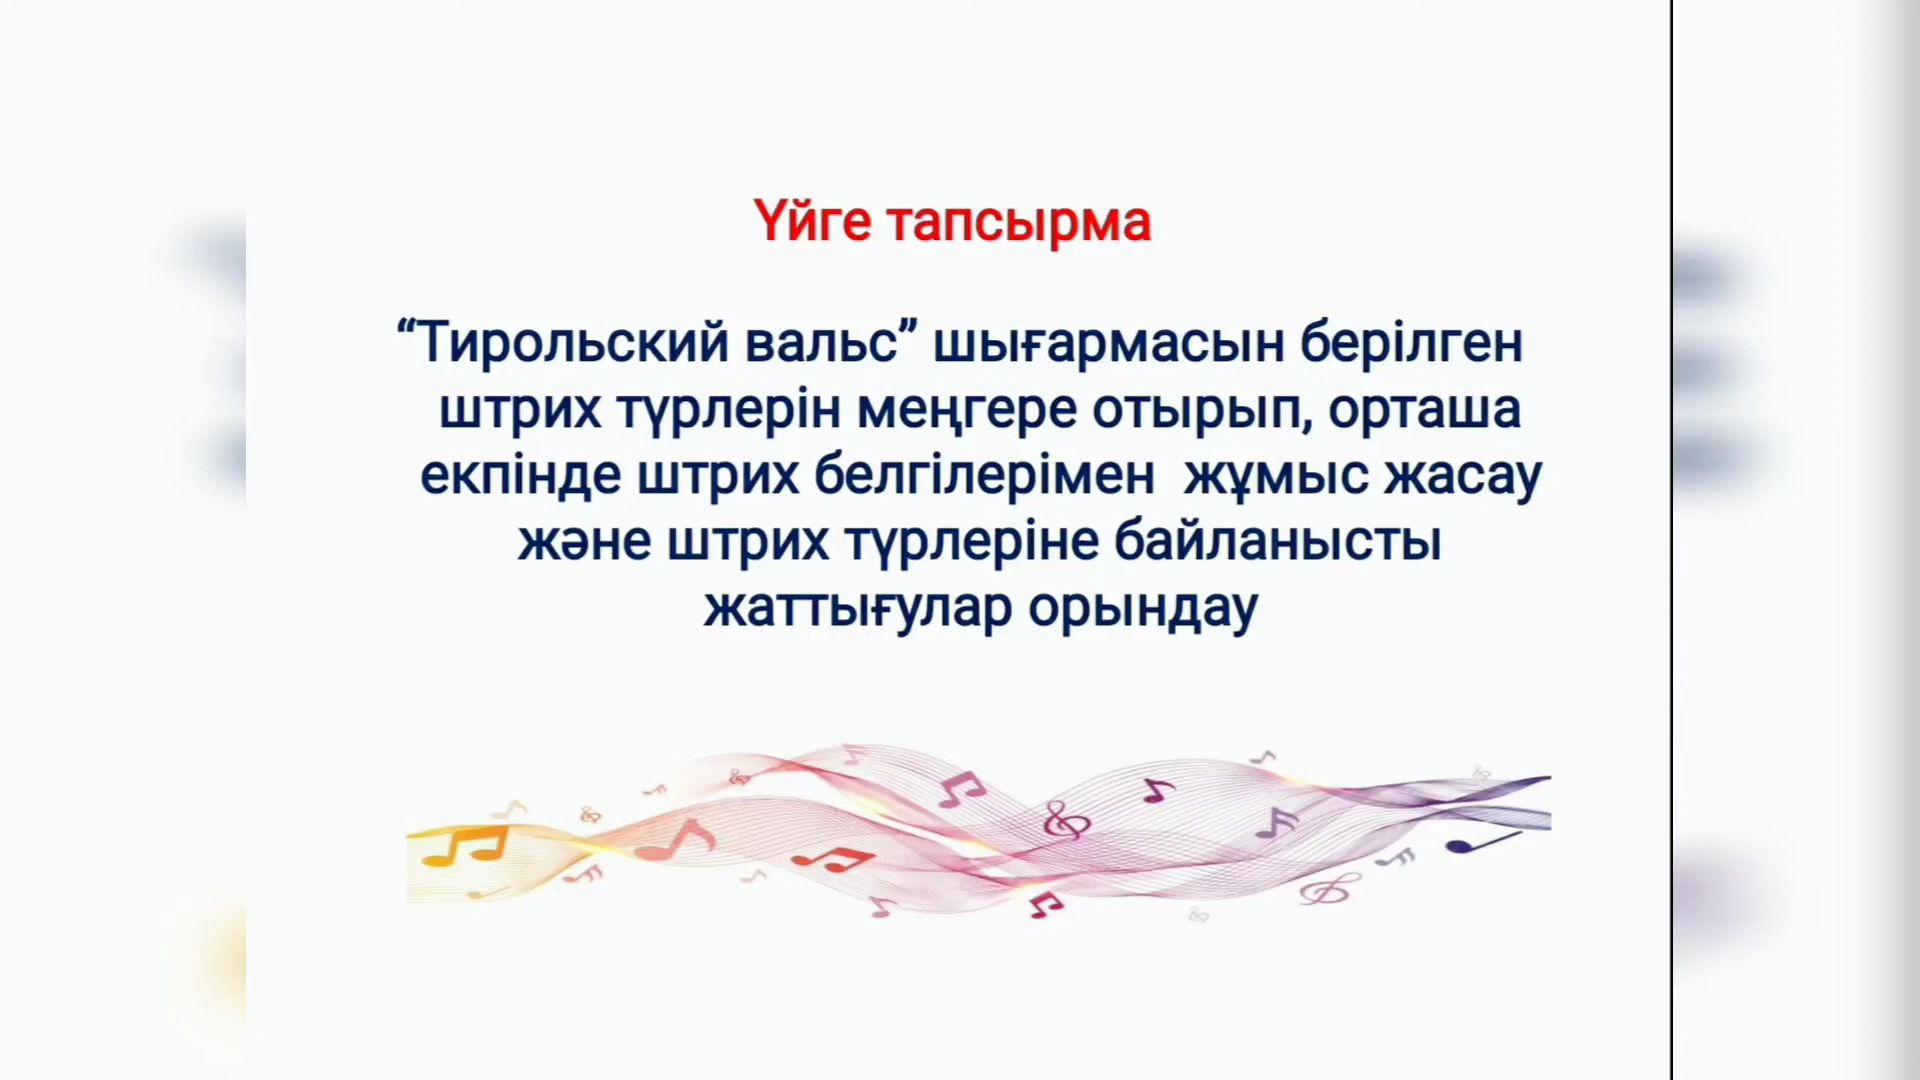 Үйге тапсырма
“Тирольский вальс” шығармасын берілген
штрих түрлерін меңгере отырып, орташа
екпінде штрих белгілерімен жұмыс жасау
және штрих түрлеріне байланысты
жаттығулар орындау